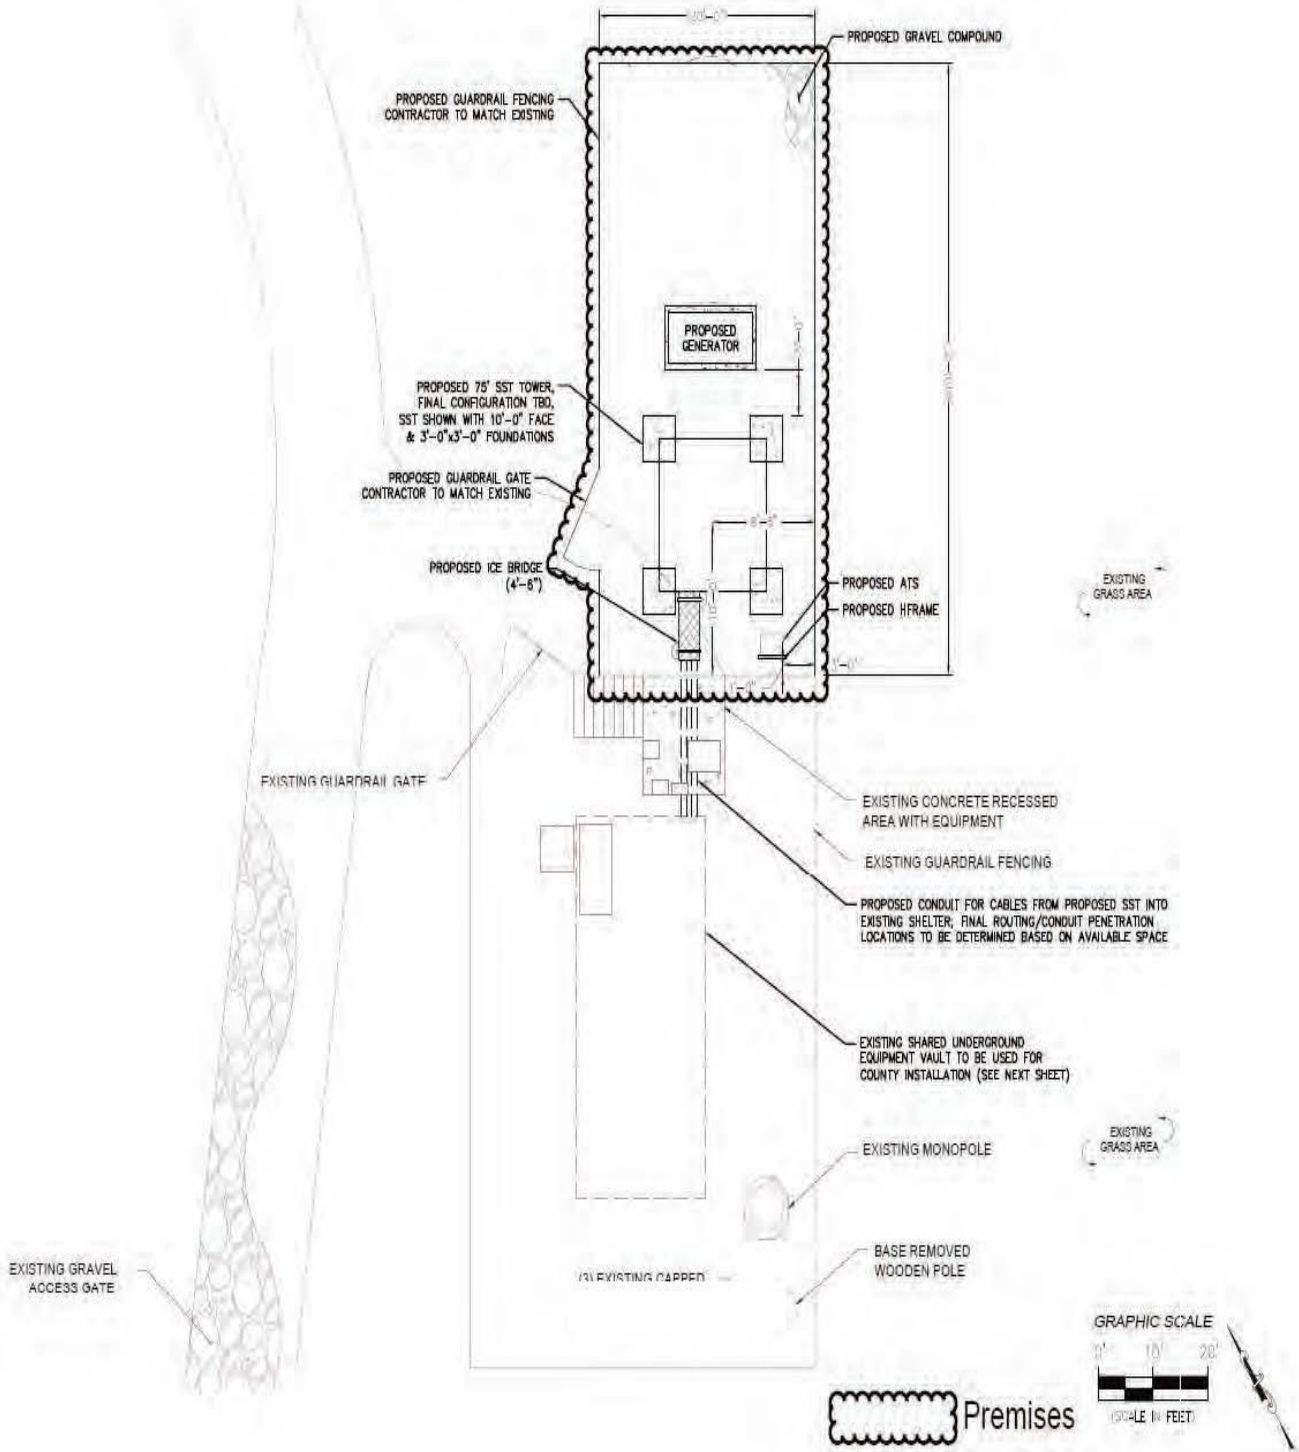 PROPOSED GRAVEL COMPOUND
PROPOSED GUARDRAIL FENCING
CONTRACTOR TO MATCH EXISTING
PROPOSED
GENERATOR
PROPOSED 75' SST TOWER,
FINAL CONFIGURATION TBD,
SST SHOWN WITH 10'-0" FACE
& 3'-0"x3'-0" FOUNDATIONS
PROPOSED GUARDRAIL GATE
CONTRACTOR TO MATCH EXISTING
PROPOSED ICE BRIDGE
(4'-6")
PROPOSED ATS
PROPOSED HFRAME
EXISTING
GRASS AREA
EXISTING GUARDRAIL GATE
EXISTING CONCRETE RECESSED
AREA WITH EQUIPMENT
EXISTING GUARDRAIL FENCING
PROPOSED CONDUIT FOR CABLES FROM PROPOSED SST INTO
EXISTING SHELTER; FINAL ROUTING/CONDUIT PENETRATION
LOCATIONS TO BE DETERMINED BASED ON AVAILABLE SPACE
EXISTING SHARED UNDERGROUND
EQUIPMENT VAULT TO BE USED FOR
COUNTY INSTALLATION (SEE NEXT SHEET)
EXISTING
GRASS AREA
EXISTING MONOPOLE
BASE REMOVED
WOODEN POLE
(3) EXISTING CAPPED
EXISTING GRAVEL
ACCESS GATE
GRAPHIC SCALE
0' 10' 20'
(SCALE IN FEET)
Premises